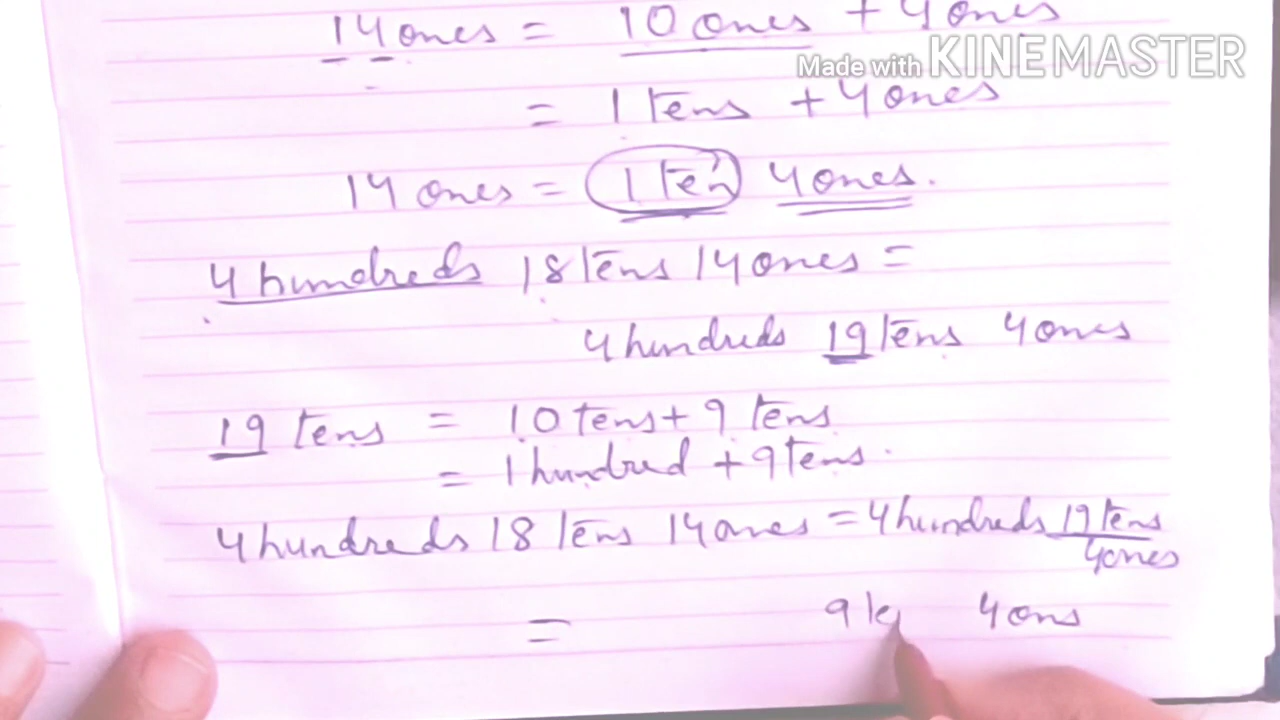 14 ones = 10 ones + 4 ones
Made with KINEMASTER
= 1 tens + 4 ones
14 ones = 1 ten 4 ones.
4 hundreds 18 tens 14 ones =
4 hundreds 19 tens 4 ones
19 tens = 10 tens + 9 tens
= 1 hundred + 9 tens.
4 hundreds 18 tens 14 ones = 4 hundreds 19 tens
4 ones
= 9 te 4 ons